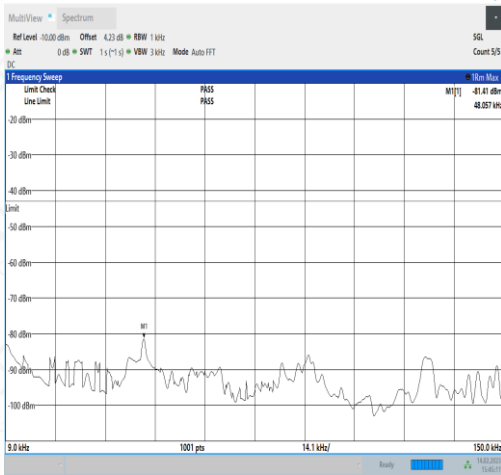 MultiView Spectrum
Ref Level -10.00 dBm Offset 4.23 dB RBW 1 kHz SGL
Att 0 dB SWT 1 s (~1 s) VBW 3 kHz Mode Auto FFT Count 5/5
DC
1 Frequency Sweep 1Rm Max
Limit Check PASS M1[1] -81.41 dBm
Line Limit PASS 48.057 kHz
-20 dBm
-30 dBm
-40 dBm
Limit
-50 dBm
-60 dBm
-70 dBm
M1
-80 dBm
-90 dBm
-100 dBm
9.0 kHz 1001 pts 14.1 kHz/ 150.0 kHz
Ready